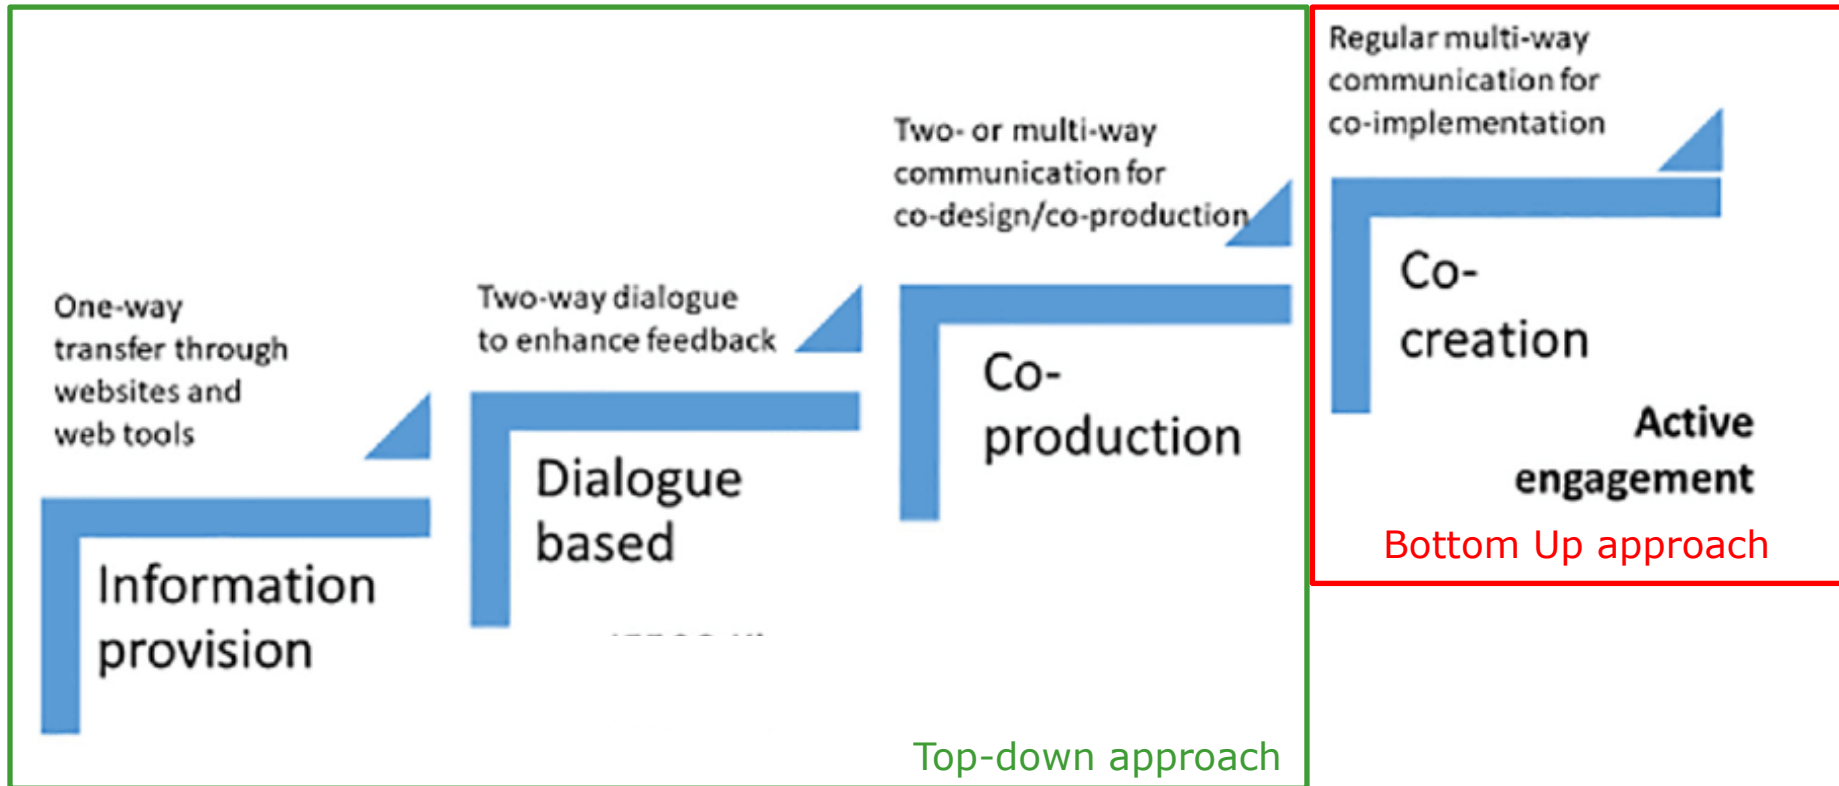 One-way
transfer through
websites and
web tools
Information
provision
Two-way dialogue
to enhance feedback
Dialogue
based
Two- or multi-way
communication for
co-design/co-production
Co-
production
Top-down approach
Regular multi-way
communication for
co-implementation
Co-
creation
Active
engagement
Bottom Up approach